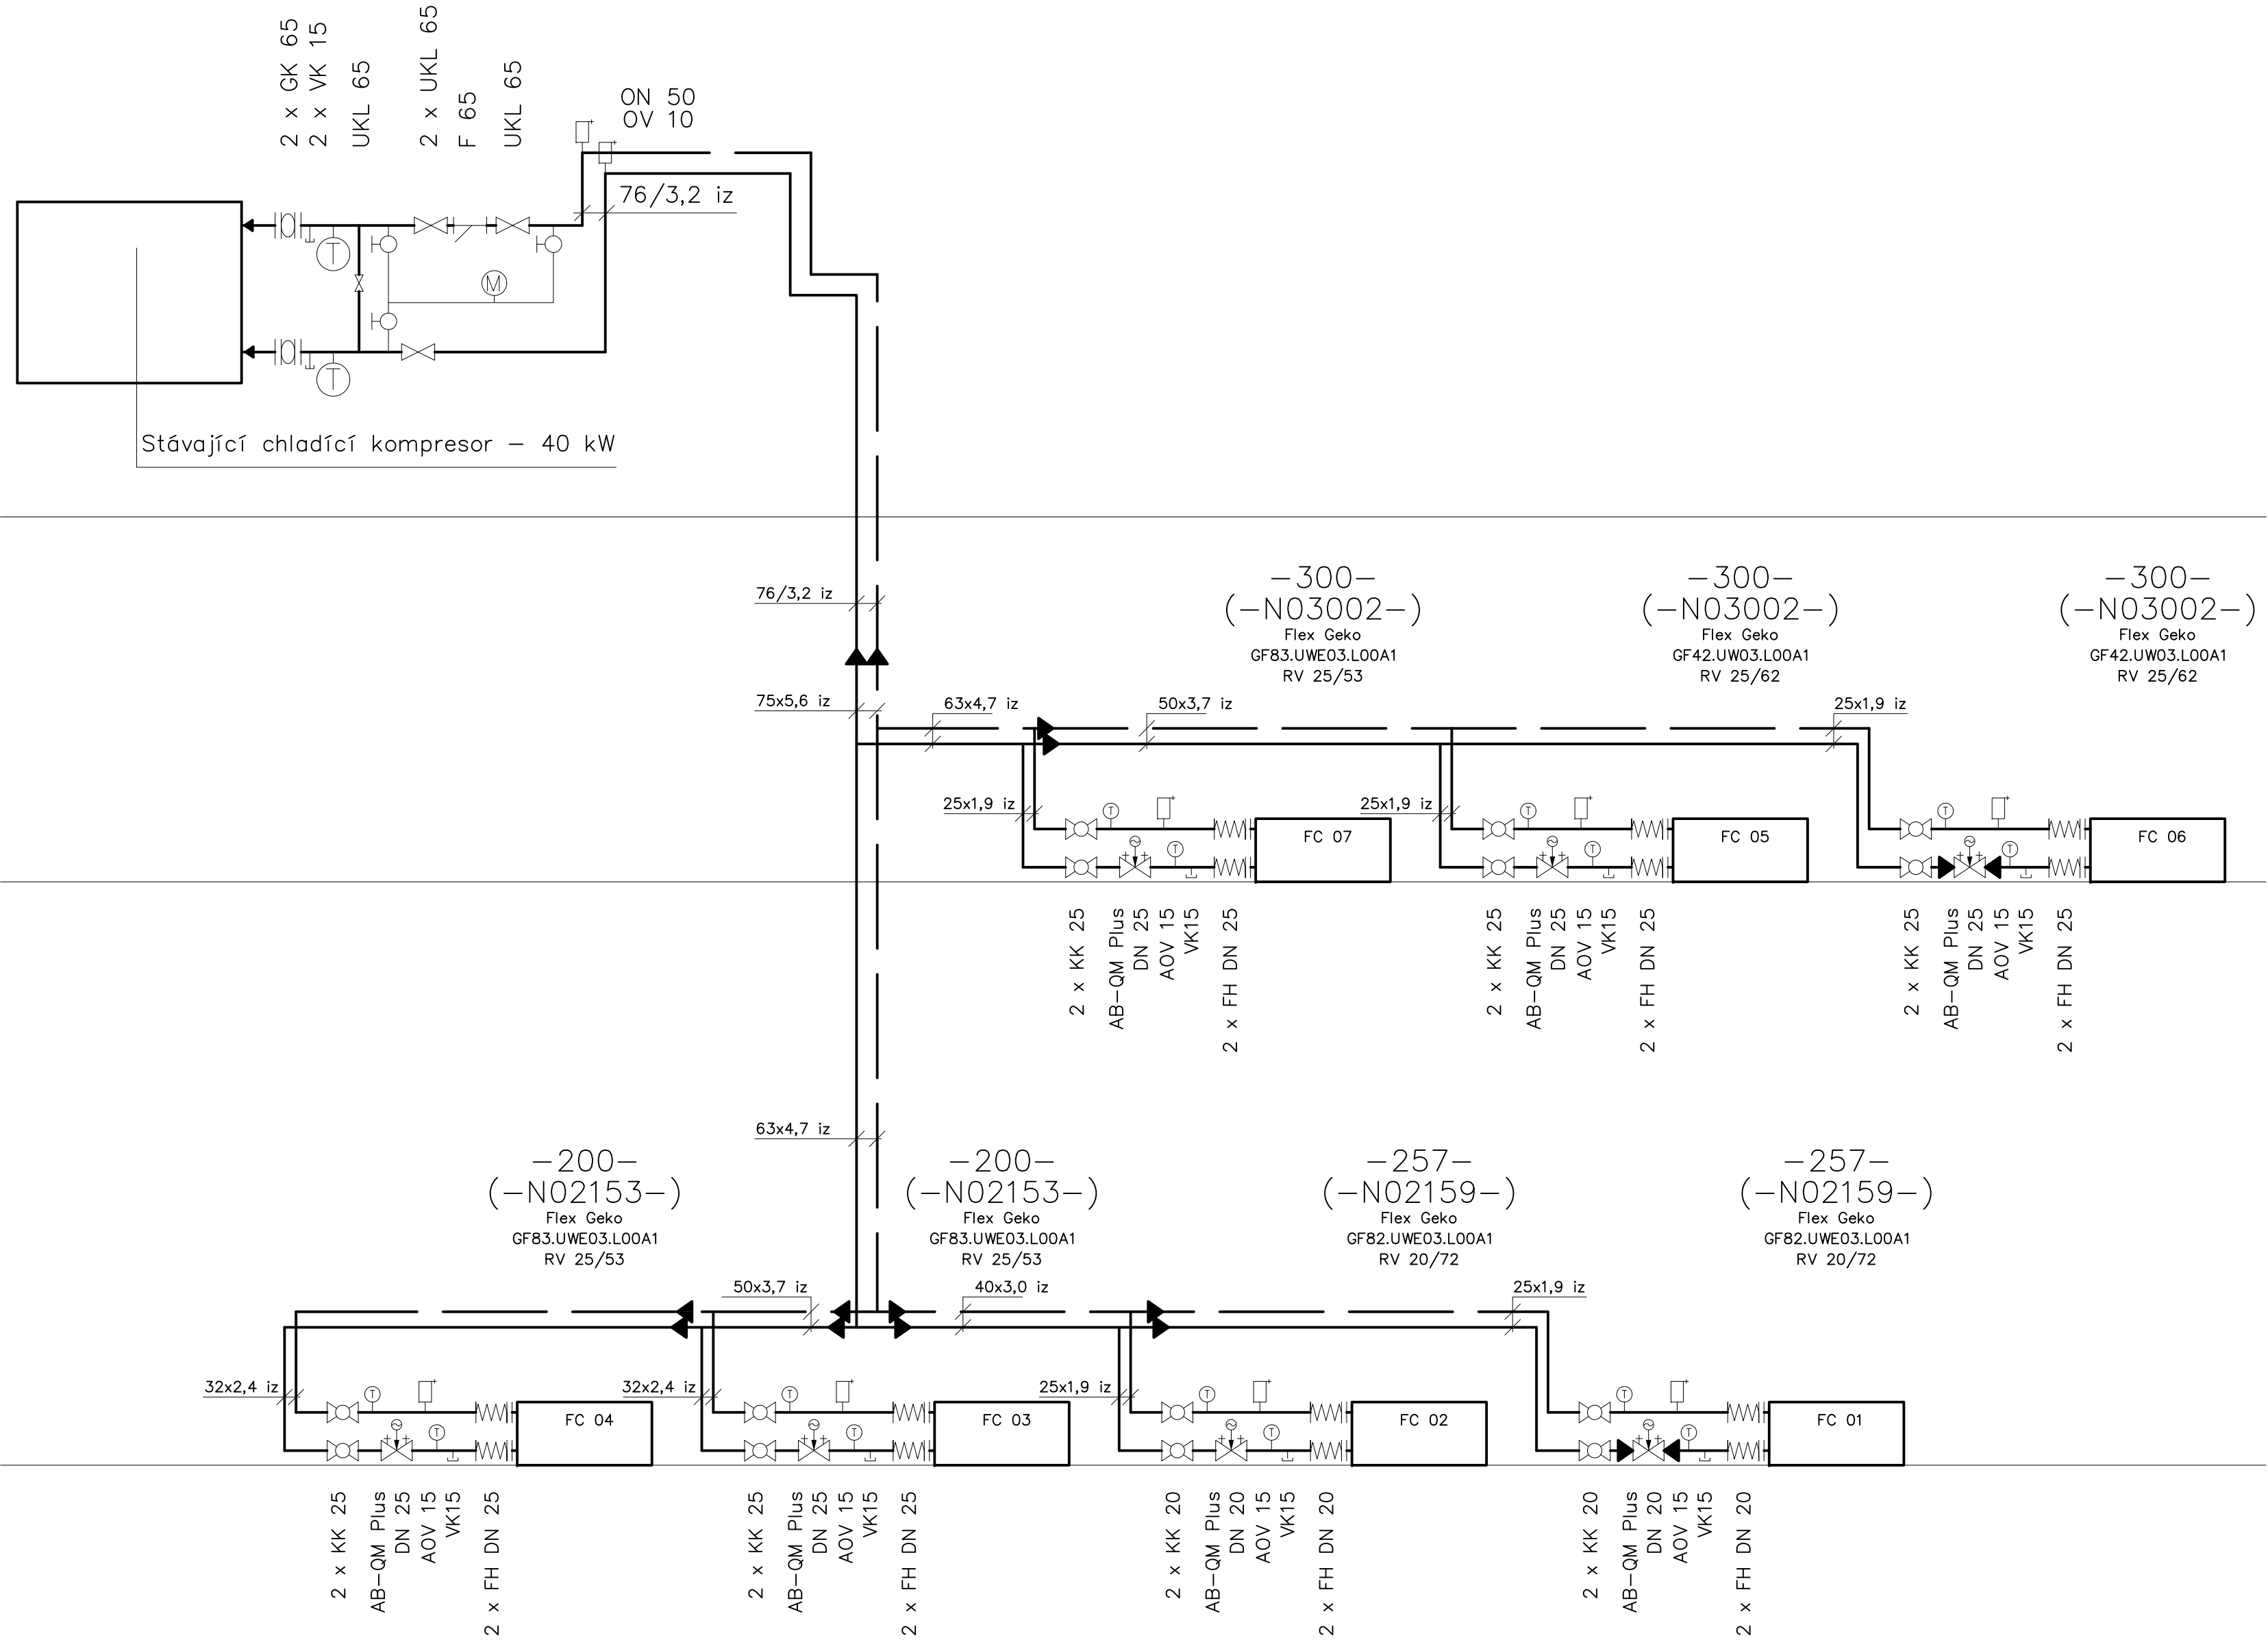 2 x GK 65
2 x VK 15
UKL 65
2 x UKL 65
F 65
UKL 65
ON 50
OV 10
76/3,2 iz
T
M
T
Stávající chladící kompresor – 40 kW
76/3,2 iz
-300-
(-N03002-)
Flex Geko
GF83.UWE03.L00A1
RV 25/53
-300-
(-N03002-)
Flex Geko
GF42.UW03.L00A1
RV 25/62
-300-
(-N03002-)
Flex Geko
GF42.UW03.L00A1
RV 25/62
75x5,6 iz
63x4,7 iz
50x3,7 iz
25x1,9 iz
25x1,9 iz
T
T
FC 07
25x1,9 iz
T
T
FC 05
T
T
FC 06
2 x KK 25
AB-QM Plus
DN 25
AOV 15
VK15
2 x FH DN 25
2 x KK 25
AB-QM Plus
DN 25
AOV 15
VK15
2 x FH DN 25
2 x KK 25
AB-QM Plus
DN 25
AOV 15
VK15
2 x FH DN 25
63x4,7 iz
-200-
(-N02153-)
Flex Geko
GF83.UWE03.L00A1
RV 25/53
-200-
(-N02153-)
Flex Geko
GF83.UWE03.L00A1
RV 25/53
-257-
(-N02159-)
Flex Geko
GF82.UWE03.L00A1
RV 20/72
-257-
(-N02159-)
Flex Geko
GF82.UWE03.L00A1
RV 20/72
50x3,7 iz
40x3,0 iz
25x1,9 iz
32x2,4 iz
T
T
FC 04
32x2,4 iz
T
T
FC 03
25x1,9 iz
T
T
FC 02
T
T
FC 01
2 x KK 25
AB-QM Plus
DN 25
AOV 15
VK15
2 x FH DN 25
2 x KK 25
AB-QM Plus
DN 25
AOV 15
VK15
2 x FH DN 25
2 x KK 20
AB-QM Plus
DN 20
AOV 15
VK15
2 x FH DN 20
2 x KK 20
AB-QM Plus
DN 20
AOV 15
VK15
2 x FH DN 20